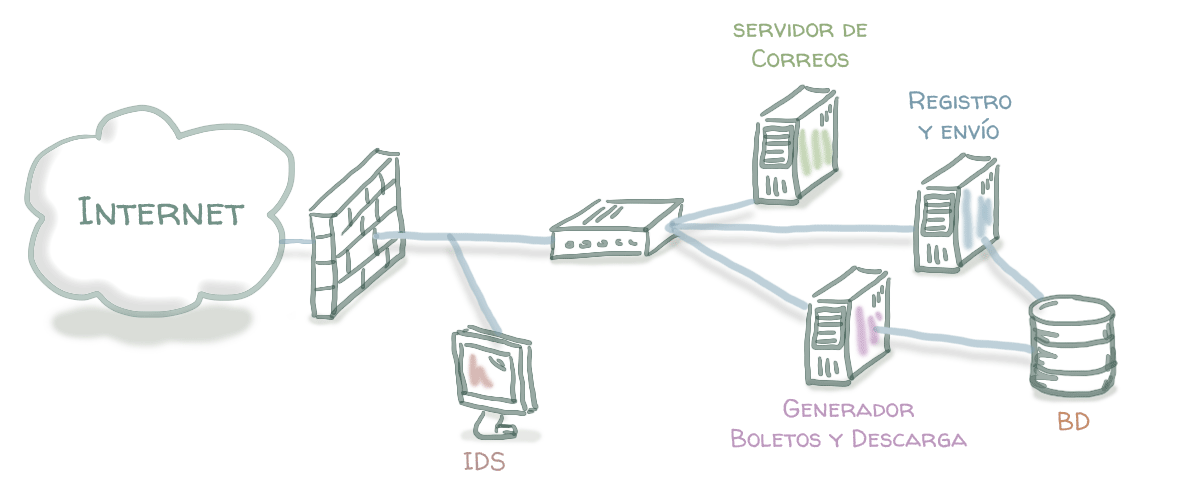 SERVIDOR DE
CORREOS
REGISTRO
Y ENVÍO
INTERNET
GENERADOR
BOLETOS Y DESCARGA
BD
IDS